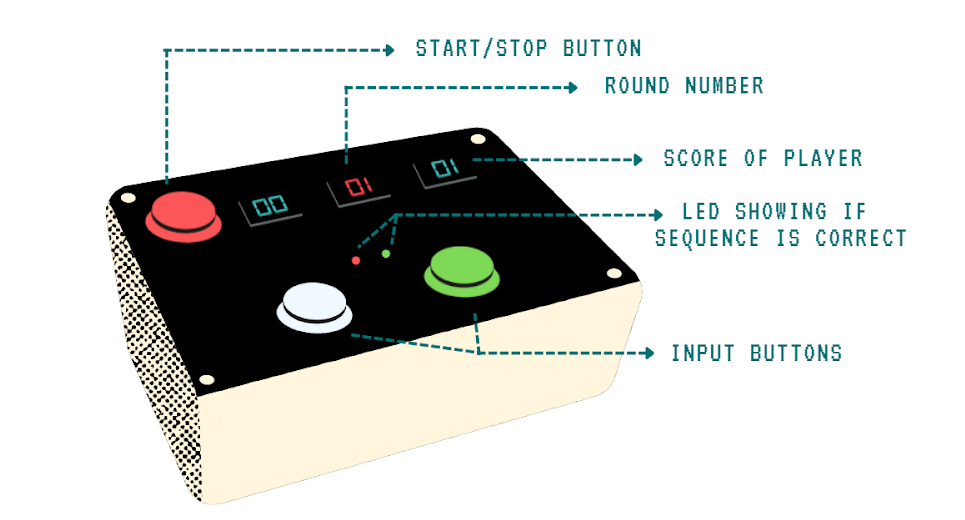 START/STOP BUTTON
ROUND NUMBER
00 01 01
SCORE OF PLAYER
LED SHOWING IF
SEQUENCE IS CORRECT
INPUT BUTTONS